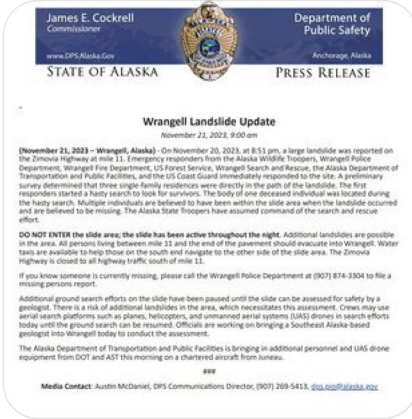 James E. Cockrell
Commissioner
Department of
Public Safety
www.DPS.Alaska.Gov
Anchorage, Alaska
STATE OF ALASKA
PRESS RELEASE
Wrangell Landslide Update
November 21, 2023, 9:00 am
(November 21, 2023 – Wrangell, Alaska) - On November 20, 2023, at 8:51 pm, a large landslide was reported on
the Zimovia Highway at mile 11. Emergency responders from the Alaska Wildlife Troopers, Wrangell Police
Department, Wrangell Fire Department, US Forest Service, Wrangell Search and Rescue, the Alaska Department of
Transportation and Public Facilities, and the US Coast Guard immediately responded to the site. A preliminary
survey determined that three single-family residences were directly in the path of the landslide. The first
responders started a hasty search to look for survivors. The body of one deceased individual was located during
the hasty search. Multiple individuals are believed to have been within the slide area when the landslide occurred
and are believed to be missing. The Alaska State Troopers have assumed command of the search and rescue
effort.
DO NOT ENTER the slide area; the slide has been active throughout the night. Additional landslides are possible
in the area. All persons living between mile 11 and the end of the pavement should evacuate into Wrangell. Water
taxis are available to help those on the south end navigate to the other side of the slide area. The Zimovia
Highway is closed to all highway traffic south of mile 11.
If you know someone is currently missing, please call the Wrangell Police Department at (907) 874-3304 to file a
missing persons report.
Additional ground search efforts on the slide have been paused until the slide can be assessed for safety by a
geologist. There is a risk of additional landslides in the area, which necessitates this assessment. Crews may use
aerial search platforms such as planes, helicopters, and unmanned aerial systems (UAS) drones in search efforts
today until the ground search can be resumed. Officials are working on bringing a Southeast Alaska-based
geologist into Wrangell today to conduct the assessment.
The Alaska Department of Transportation and Public Facilities is bringing in additional personnel and UAS drone
equipment from DOT and AST this morning on a chartered aircraft from Juneau.
###
Media Contact: Austin McDaniel, DPS Communications Director, (907) 269-5413, dps.pio@alaska.gov